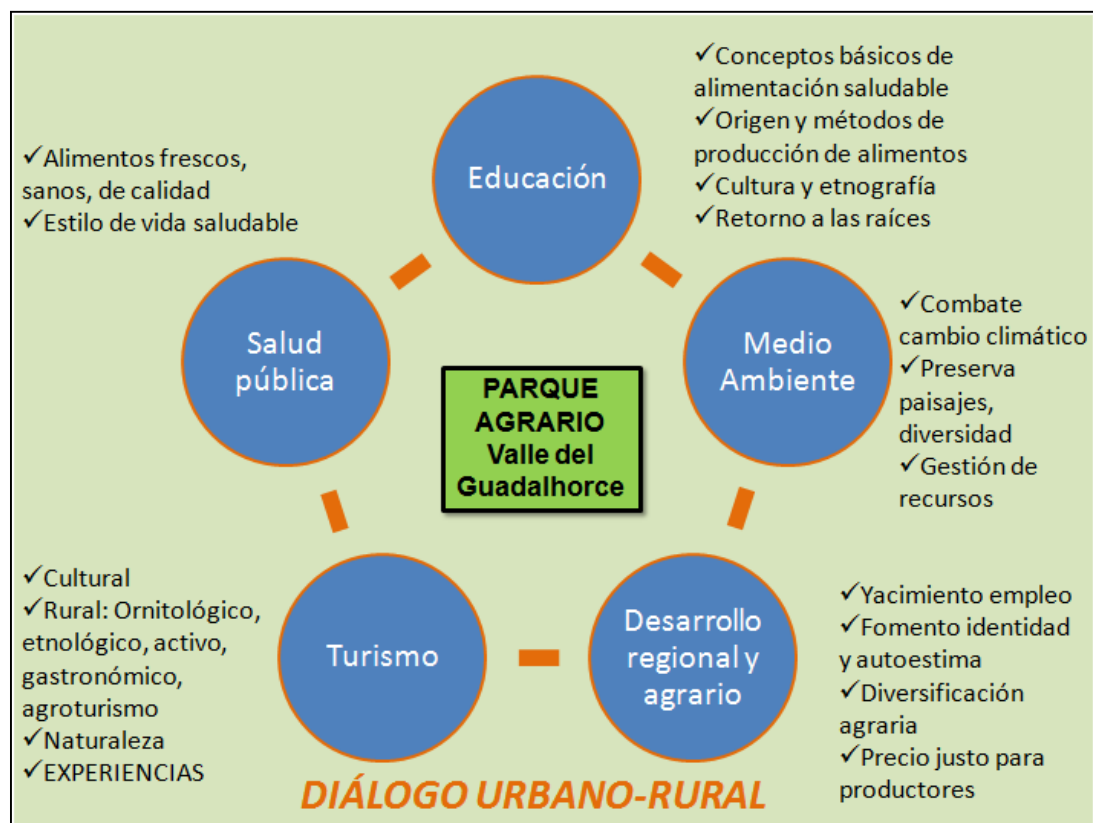 Educación
✓Conceptos básicos de
alimentación saludable
✓Origen y métodos de
producción de alimentos
✓Cultura y etnografía
✓Retorno a las raíces
✓Alimentos frescos,
sanos, de calidad
✓Estilo de vida saludable
Salud
pública
Medio
Ambiente
✓Combate
cambio climático
✓Preserva
paisajes,
diversidad
✓Gestión de
recursos
PARQUE
AGRARIO
Valle del
Guadalhorce
✓Cultural
✓Rural: Ornitológico,
etnológico, activo,
gastronómico,
agroturismo
✓Naturaleza
✓EXPERIENCIAS
Turismo
Desarrollo
regional y
agrario
✓Yacimiento empleo
✓Fomento identidad
y autoestima
✓Diversificación
agraria
✓Precio justo para
productores
DIÁLOGO URBANO-RURAL